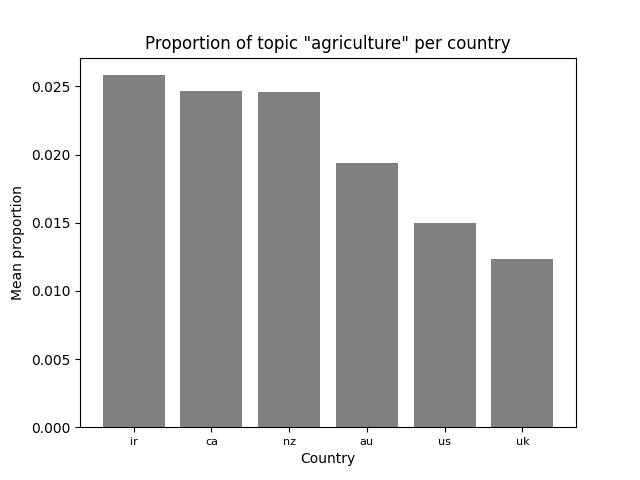 Proportion of topic "agriculture" per country
0.025
0.020
0.015
0.010
0.005
0.000
Mean proportion
ir ca nz au us uk
Country